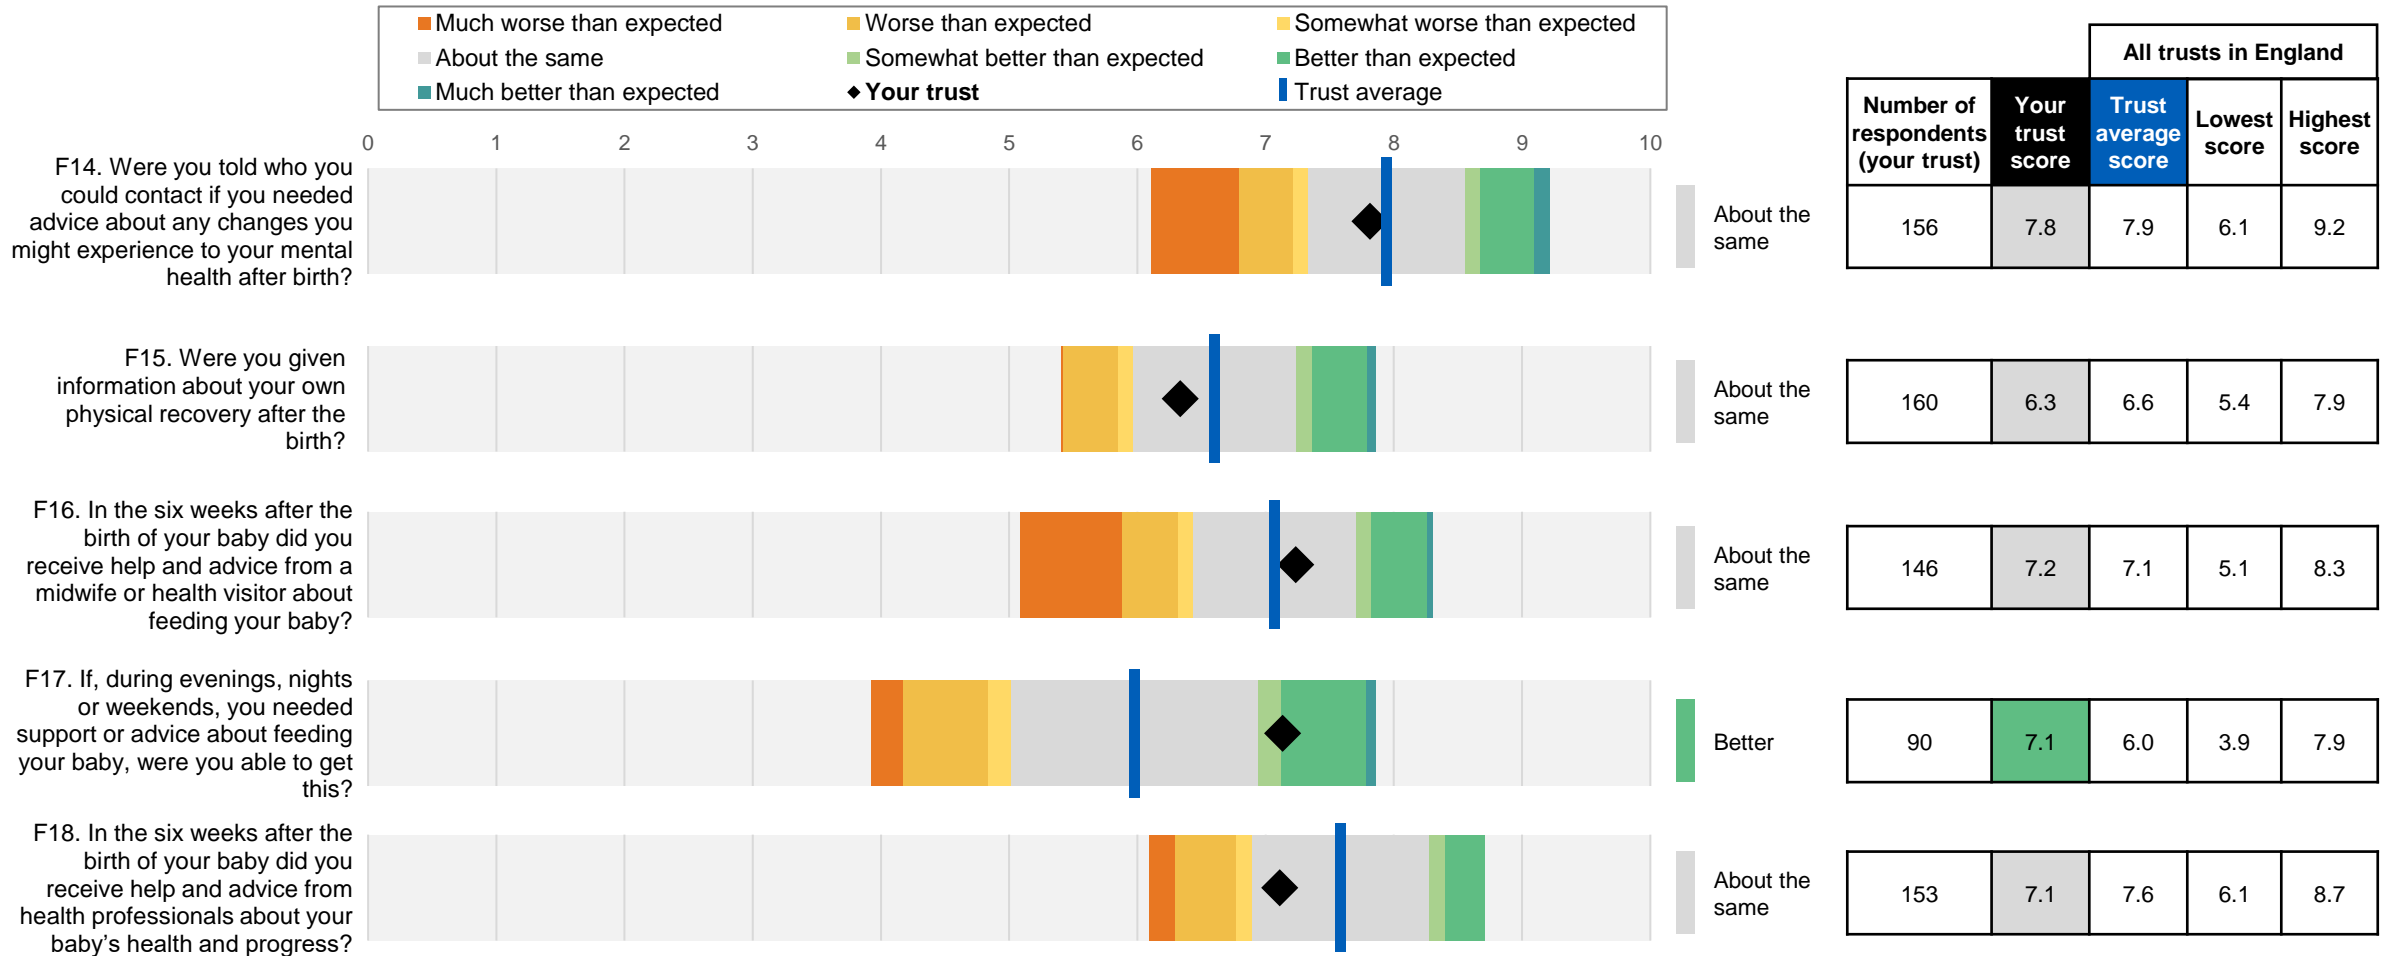 Much worse than expected
Worse than expected
Somewhat worse than expected
About the same
Somewhat better than expected
Better than expected
Much better than expected
Your trust
Trust average
All trusts in England
Number of
respondents
(your trust)
Your
trust
score
Trust
average
score
Lowest
score
Highest
score
0 1 2 3 4 5 6 7 8 9 10
F14. Were you told who you
could contact if you needed
advice about any changes you
might experience to your mental
health after birth?
About the
same
156 7.8 7.9 6.1 9.2
F15. Were you given
information about your own
physical recovery after the
birth?
About the
same
160 6.3 6.6 5.4 7.9
F16. In the six weeks after the
birth of your baby did you
receive help and advice from a
midwife or health visitor about
feeding your baby?
About the
same
146 7.2 7.1 5.1 8.3
F17. If, during evenings, nights
or weekends, you needed
support or advice about feeding
your baby, were you able to get
this?
Better
90 7.1 6.0 3.9 7.9
F18. In the six weeks after the
birth of your baby did you
receive help and advice from
health professionals about your
baby’s health and progress?
About the
same
153 7.1 7.6 6.1 8.7